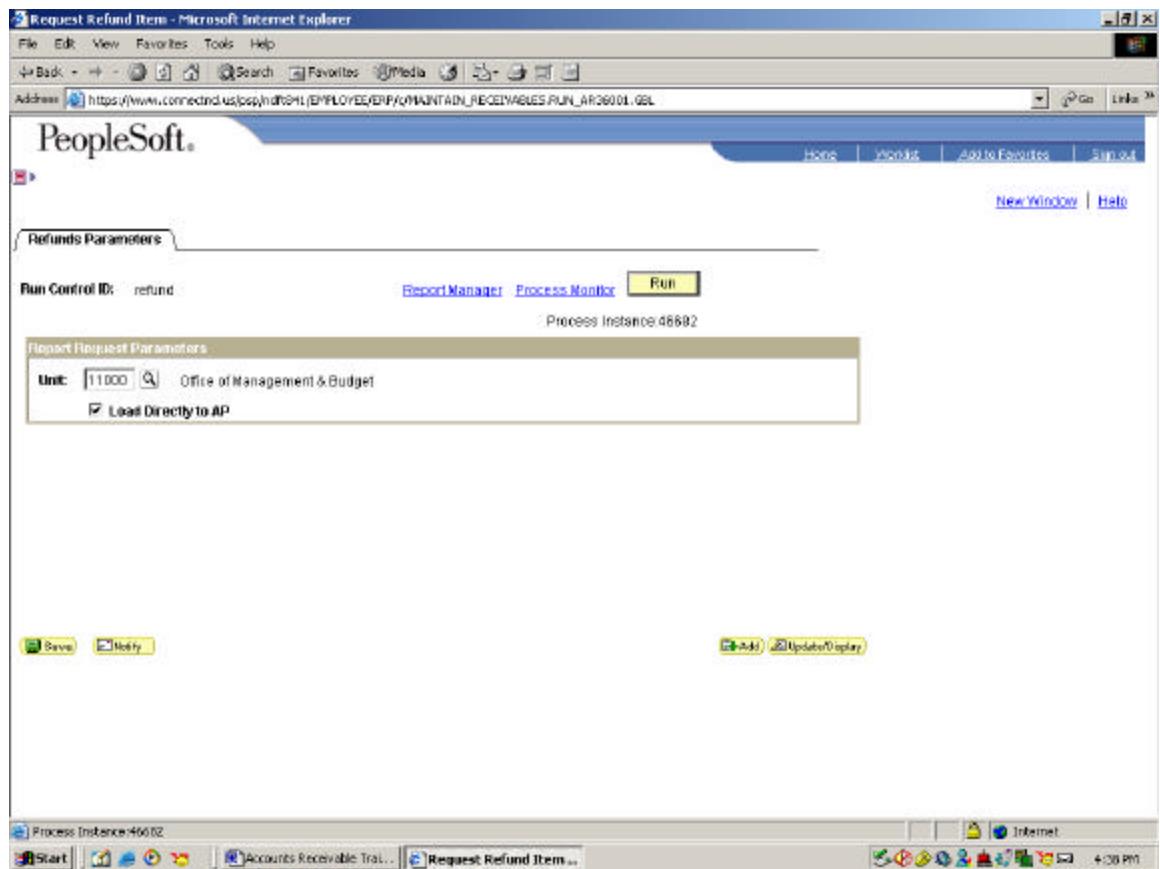 Request Refund Item - Microsoft Internet Explorer
File Edit View Favorites Tools Help
Back Search Favorites Media
Address https://www.connectnd.us/psp/ndft841/EMPLOYEE/ERP/c/MAINTAIN_RECEIVABLES.RUN_AR36001.GBL Go Links »
PeopleSoft.
Home Worklist Add to Favorites Sign out
New Window | Help
Refunds Parameters
Run Control ID: refund Report Manager Process Monitor Run
Process Instance:46682
Report Request Parameters
Unit: 11000 Office of Management & Budget
Load Directly to AP
Save Notify Add Update/Display
Process Instance:46682 Internet
Start Accounts Receivable Trai... Request Refund Item ... 4:38 PM